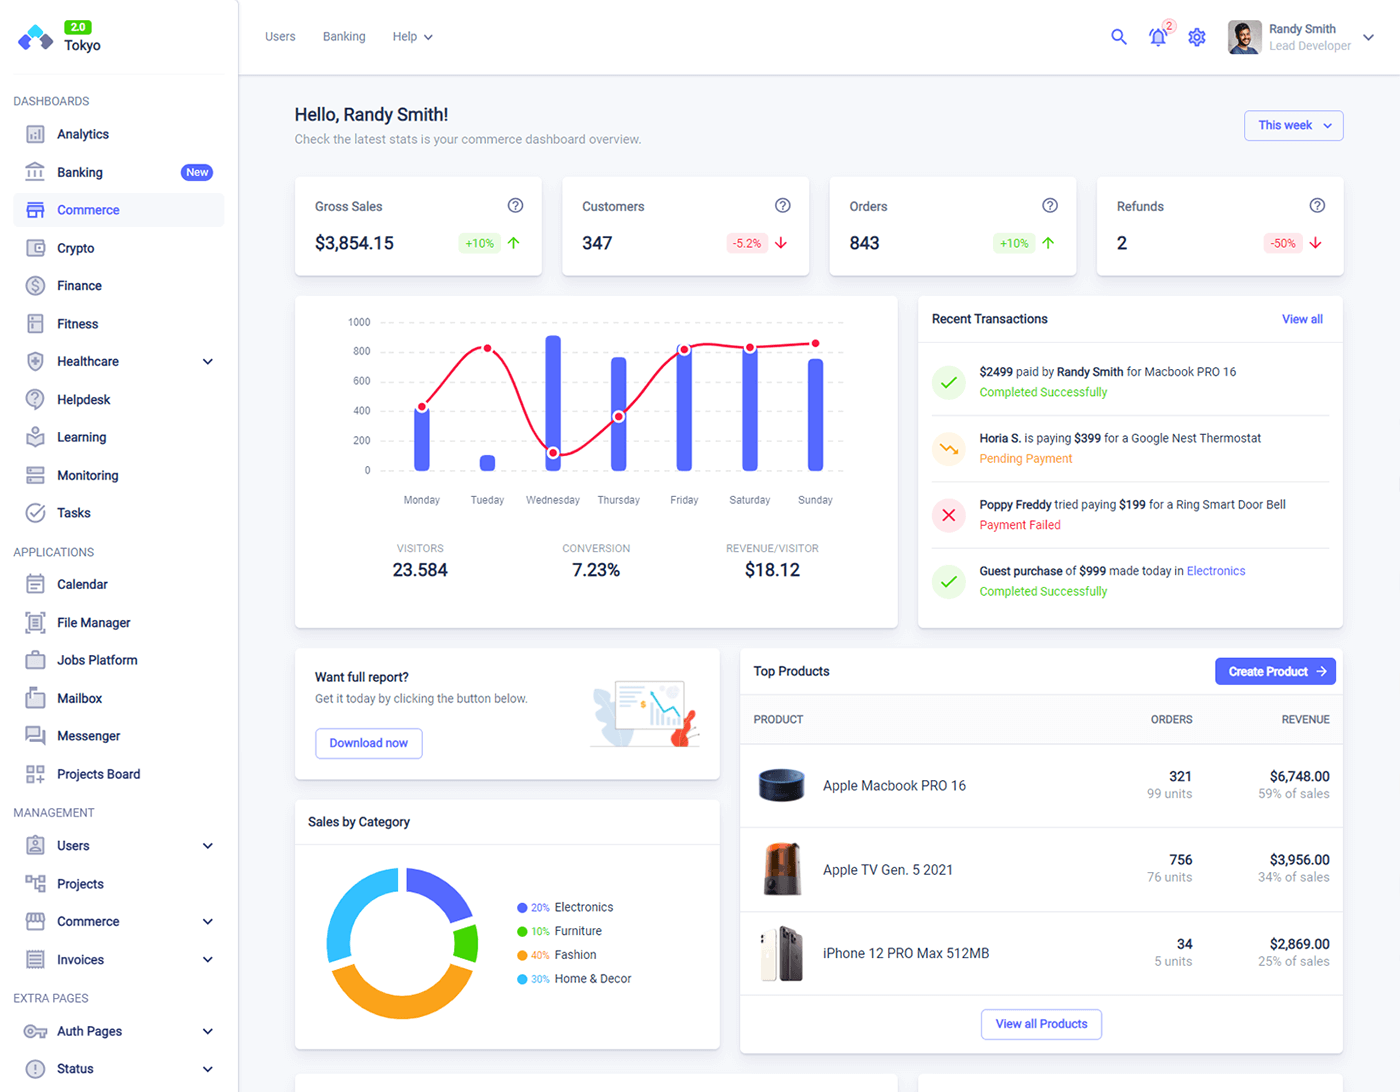 2.0
Tokyo
Users
Banking
Help
2
Randy Smith
Lead Developer
DASHBOARDS
Analytics
Banking
New
Commerce
Crypto
Finance
Fitness
Healthcare
Helpdesk
Learning
Monitoring
Tasks
APPLICATIONS
Calendar
File Manager
Jobs Platform
Mailbox
Messenger
Projects Board
MANAGEMENT
Users
Projects
Commerce
Invoices
EXTRA PAGES
Auth Pages
Status
Hello, Randy Smith!
Check the latest stats is your commerce dashboard overview.
This week
Gross Sales
$3,854.15
+10%
Customers
347
-5.2%
Orders
843
+10%
Refunds
2
-50%
1000
800
600
400
200
0
Monday
Tueday
Wednesday
Thursday
Friday
Saturday
Sunday
VISITORS
23.584
CONVERSION
7.23%
REVENUE/VISITOR
$18.12
Recent Transactions
View all
$2499 paid by Randy Smith for Macbook PRO 16
Completed Successfully
Horia S. is paying $399 for a Google Nest Thermostat
Pending Payment
Poppy Freddy tried paying $199 for a Ring Smart Door Bell
Payment Failed
Guest purchase of $999 made today in Electronics
Completed Successfully
Want full report?
Get it today by clicking the button below.
Download now
$
Sales by Category
20% Electronics
10% Furniture
40% Fashion
30% Home & Decor
Top Products
Create Product
PRODUCT
ORDERS
REVENUE
Apple Macbook PRO 16
321
99 units
$6,748.00
59% of sales
Apple TV Gen. 5 2021
756
76 units
$3,956.00
34% of sales
iPhone 12 PRO Max 512MB
34
5 units
$2,869.00
25% of sales
View all Products